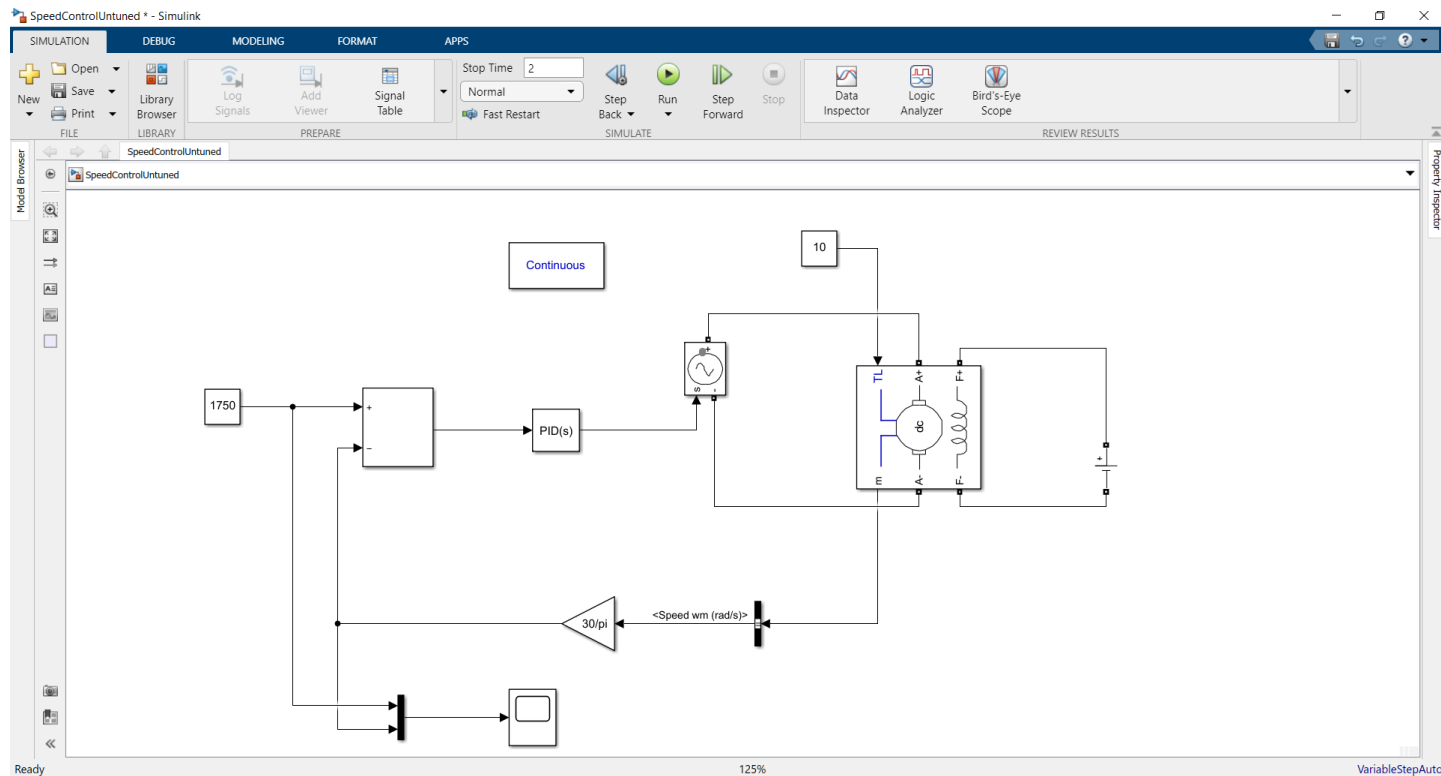 SpeedControlUntuned * - Simulink
SIMULATION DEBUG MODELING FORMAT APPS
New
Open
Save
Print
FILE
Library
Browser
LIBRARY
Log
Signals
Add
Viewer
Signal
Table
PREPARE
Stop Time 2
Normal
Fast Restart
Step
Back
Run
Step
Forward
Stop
SIMULATE
Data
Inspector
Logic
Analyzer
Bird's-Eye
Scope
REVIEW RESULTS
Model Browser
SpeedControlUntuned
SpeedControlUntuned
Property Inspector
Continuous
10
1750
+
−
PID(s)
+
s
-
TL
A+
F+
dc
m
A-
F-
+
30/pi
<Speed wm (rad/s)>
Ready
125%
VariableStepAuto